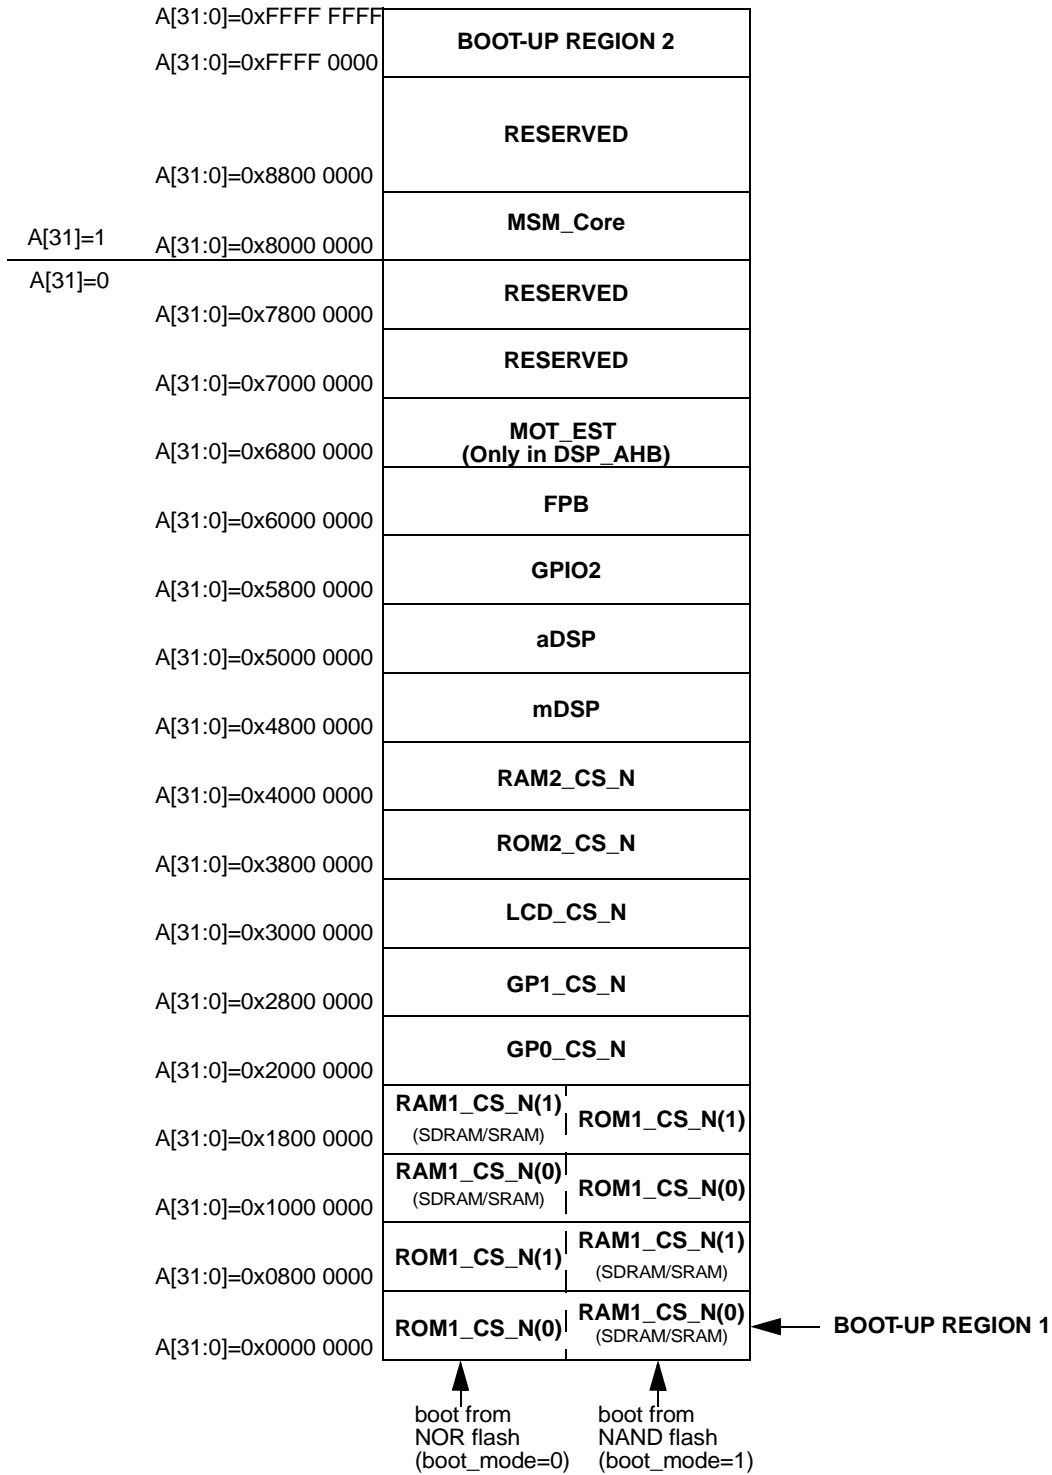 A[31:0]=0xFFFF FFFF
BOOT-UP REGION 2
A[31:0]=0xFFFF 0000
RESERVED
A[31:0]=0x8800 0000
MSM_Core
A[31]=1
A[31:0]=0x8000 0000
A[31]=0
RESERVED
A[31:0]=0x7800 0000
RESERVED
A[31:0]=0x7000 0000
MOT_EST
(Only in DSP_AHB)
A[31:0]=0x6800 0000
FPB
A[31:0]=0x6000 0000
GPIO2
A[31:0]=0x5800 0000
aDSP
A[31:0]=0x5000 0000
mDSP
A[31:0]=0x4800 0000
RAM2_CS_N
A[31:0]=0x4000 0000
ROM2_CS_N
A[31:0]=0x3800 0000
LCD_CS_N
A[31:0]=0x3000 0000
GP1_CS_N
A[31:0]=0x2800 0000
GP0_CS_N
A[31:0]=0x2000 0000
RAM1_CS_N(1)
(SDRAM/SRAM)
ROM1_CS_N(1)
A[31:0]=0x1800 0000
RAM1_CS_N(0)
(SDRAM/SRAM)
ROM1_CS_N(0)
A[31:0]=0x1000 0000
ROM1_CS_N(1)
RAM1_CS_N(1)
(SDRAM/SRAM)
A[31:0]=0x0800 0000
ROM1_CS_N(0)
RAM1_CS_N(0)
(SDRAM/SRAM)
BOOT-UP REGION 1
A[31:0]=0x0000 0000
boot from
NOR flash
(boot_mode=0)
boot from
NAND flash
(boot_mode=1)